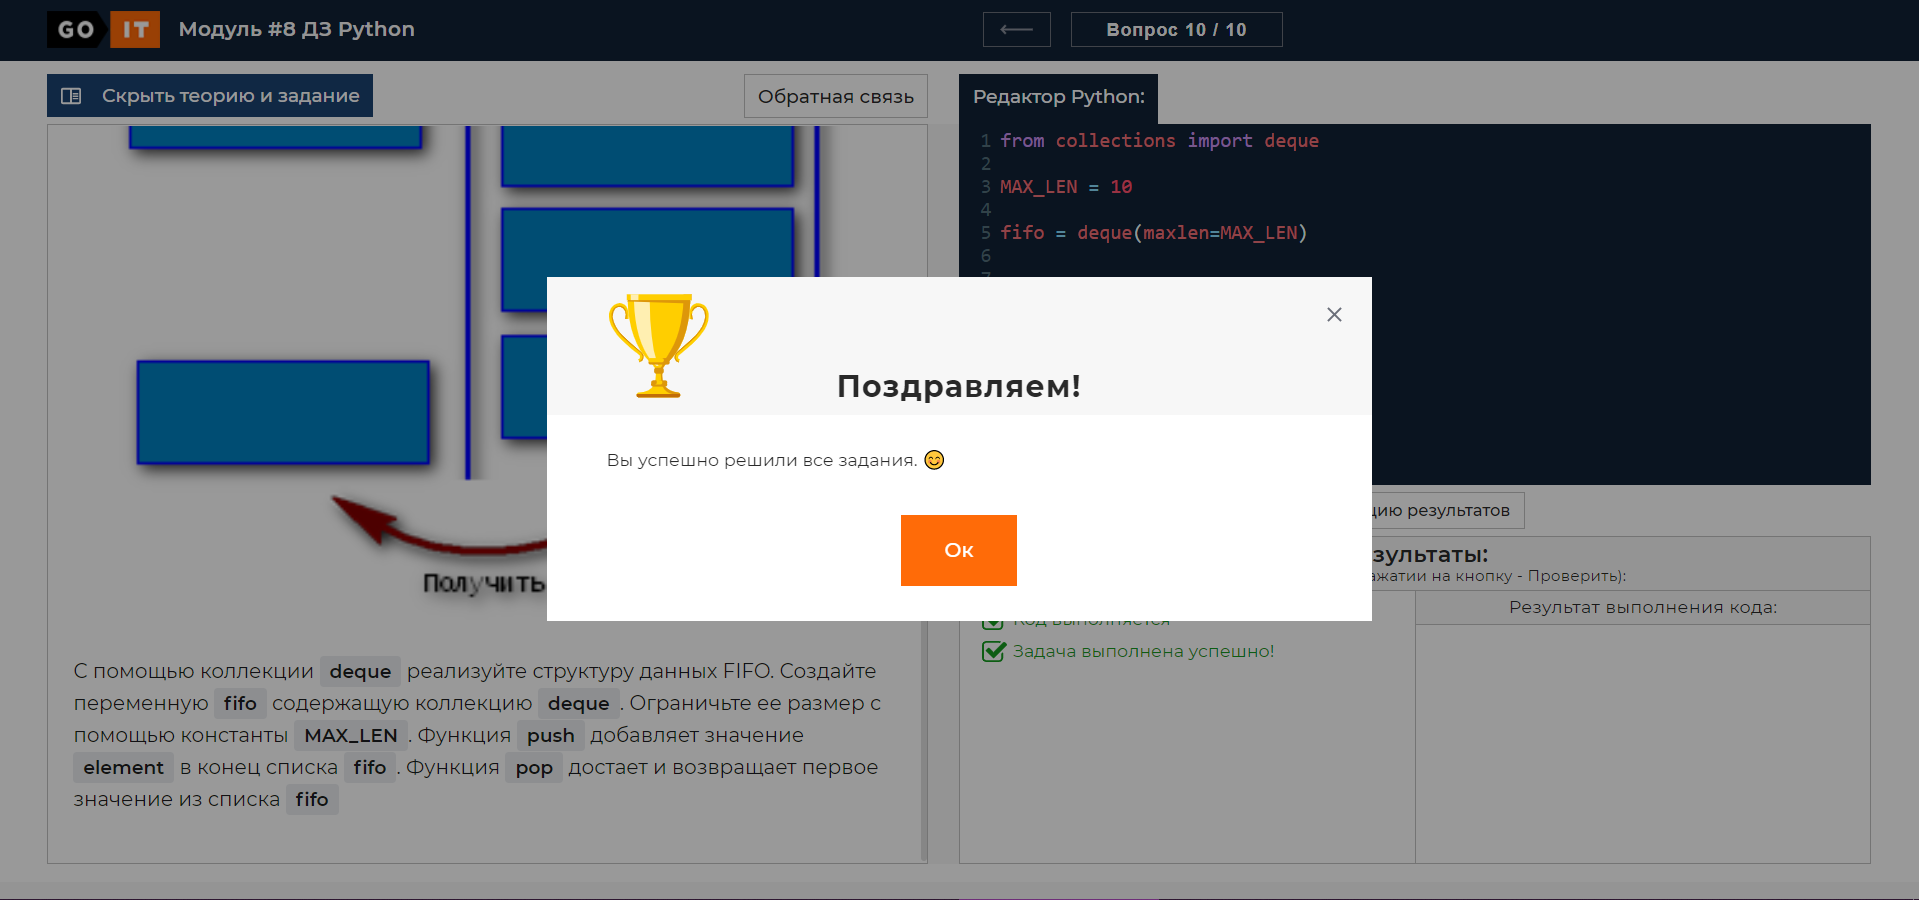 GO IT Модуль #8 ДЗ Python
Вопрос 10 / 10
Скрыть теорию и задание
Обратная связь
Получить
С помощью коллекции deque реализуйте структуру данных FIFO. Создайте
переменную fifo содержащую коллекцию deque . Ограничьте ее размер с
помощью константы MAX_LEN . Функция push добавляет значение
element в конец списка fifo . Функция pop достает и возвращает первое
значение из списка fifo
Редактор Python:
1 from collections import deque
2
3 MAX_LEN = 10
4
5 fifo = deque(maxlen=MAX_LEN)
6
7
Поздравляем!
Вы успешно решили все задания. 😊
Ок
цию результатов
зультаты:
ажатии на кнопку - Проверить):
Результат выполнения кода:
Код выполняется
Задача выполнена успешно!